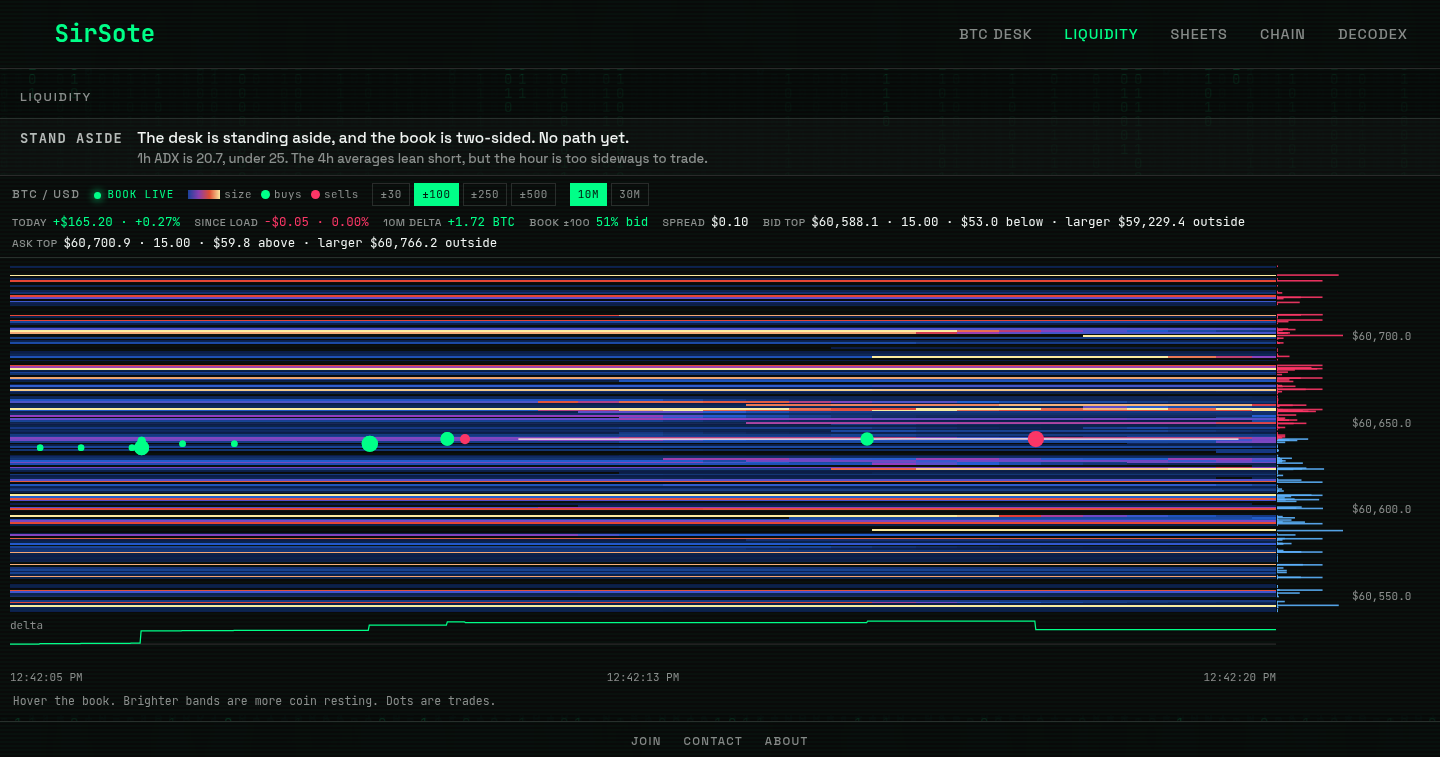 SirSote
BTC DESK LIQUIDITY SHEETS CHAIN DECODEX
LIQUIDITY
STAND ASIDE The desk is standing aside, and the book is two-sided. No path yet.
1h ADX is 20.7, under 25. The 4h averages lean short, but the hour is too sideways to trade.
BTC / USD BOOK LIVE size buys sells ±30 ±100 ±250 ±500 10M 30M
TODAY +$165.20 · +0.27% SINCE LOAD -$0.05 · 0.00% 10M DELTA +1.72 BTC BOOK ±100 51% bid SPREAD $0.10 BID TOP $60,588.1 · 15.00 · $53.0 below · larger $59,229.4 outside
ASK TOP $60,700.9 · 15.00 · $59.8 above · larger $60,766.2 outside
$60,700.0
$60,650.0
$60,600.0
$60,550.0
delta
12:42:05 PM 12:42:13 PM 12:42:20 PM
Hover the book. Brighter bands are more coin resting. Dots are trades.
JOIN CONTACT ABOUT